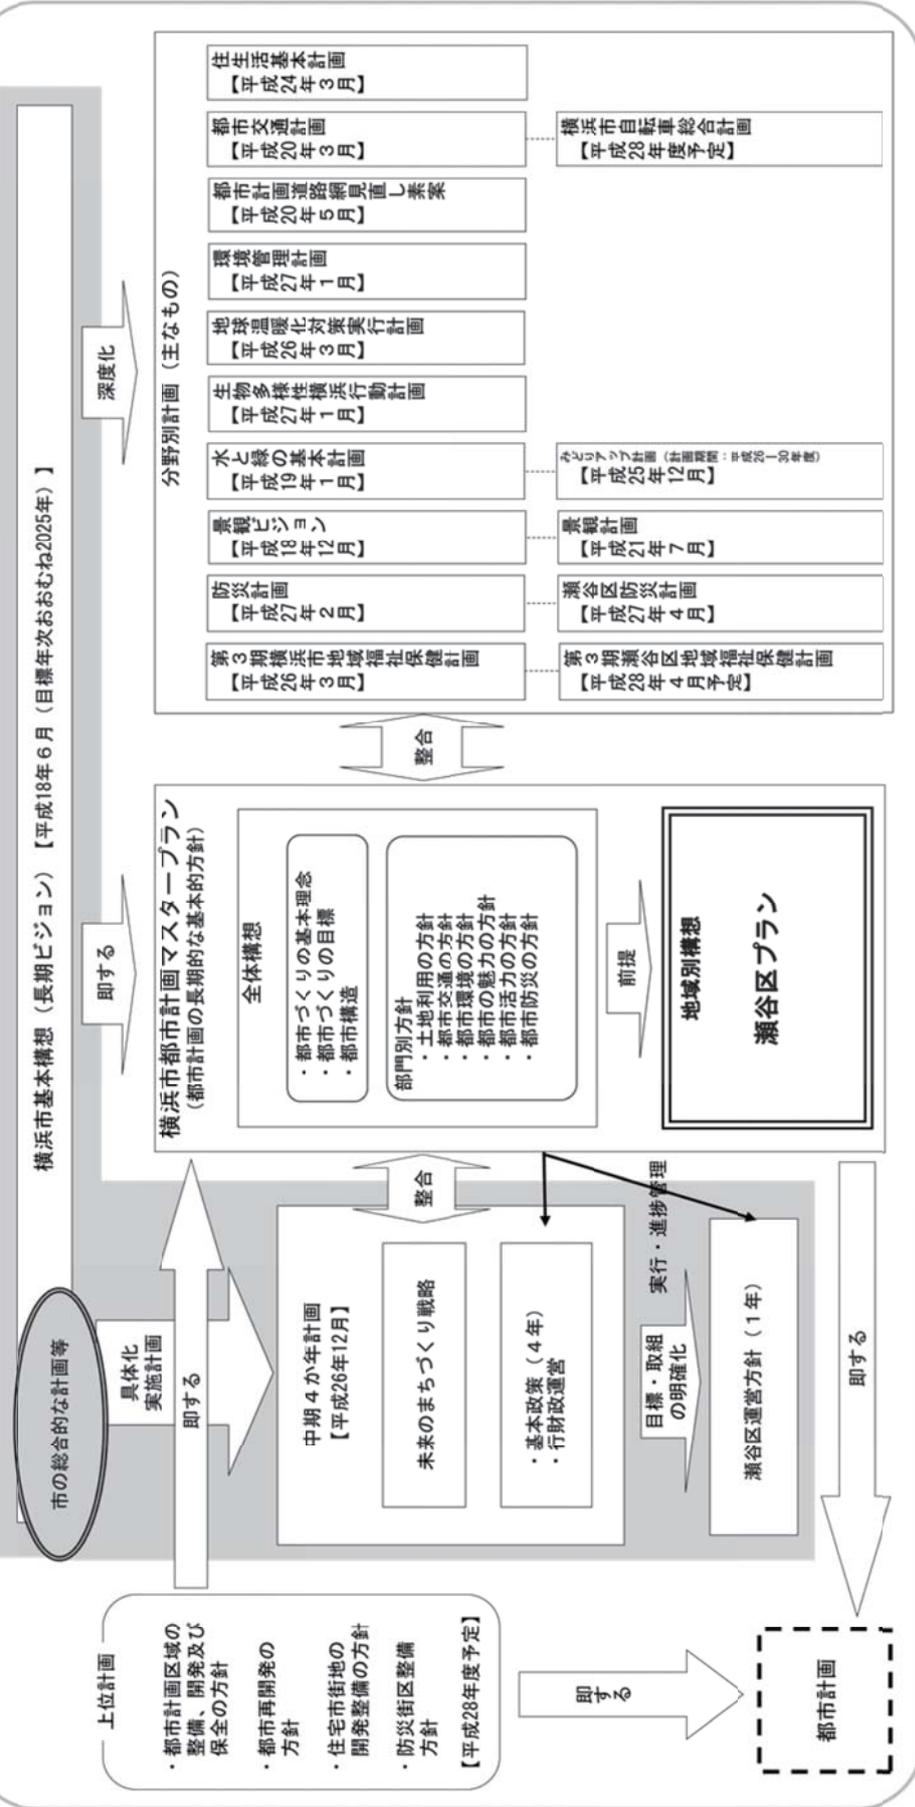 横浜市基本構想（長期ビジョン）【平成18年６月（目標年次おおむね2025年）】
市の総合的な計画等
上位計画
・都市計画区域の
整備、開発及び
保全の方針
・都市再開発の
方針
・住宅市街地の
開発整備の方針
・防災街区整備
方針
【平成28年度予定】
即する
都市計画
具体化
実施計画
即する
中期４か年計画
【平成26年12月】
未来のまちづくり戦略
・基本政策（４年）
・行財政運営
目標・取組
の明確化
実行・進捗管理
瀬谷区運営方針（１年）
即する
整合
即する
横浜市都市計画マスタープラン
（都市計画の長期的な基本的方針）
全体構想
・都市づくりの基本理念
・都市づくりの目標
・都市構造
部門別方針
・土地利用の方針
・都市交通の方針
・都市環境の方針
・都市の魅力の方針
・都市活力の方針
・都市防災の方針
前提
地域別構想
瀬谷区プラン
整合
深度化
分野別計画（主なもの）
第３期横浜市地域福祉保健計画
【平成26年３月】
第３期瀬谷区地域福祉保健計画
【平成28年４月予定】
防災計画
【平成27年２月】
瀬谷区防災計画
【平成27年４月】
景観ビジョン
【平成18年12月】
景観計画
【平成21年７月】
水と緑の基本計画
【平成19年１月】
みどりアップ計画（計画期間：平成26－30年度）
【平成25年12月】
生物多様性横浜行動計画
【平成27年１月】
地球温暖化対策実行計画
【平成26年３月】
環境管理計画
【平成27年１月】
都市計画道路網見直し素案
【平成20年５月】
都市交通計画
【平成20年３月】
横浜市自転車総合計画
【平成28年度予定】
住生活基本計画
【平成24年３月】